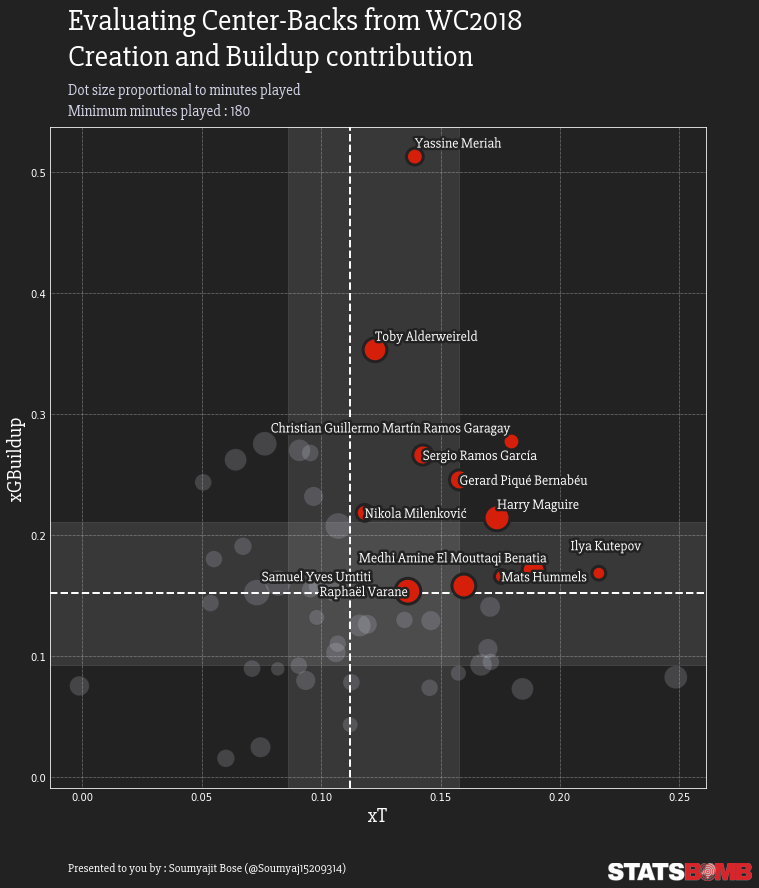 Evaluating Center-Backs from WC2018
Creation and Buildup contribution
Dot size proportional to minutes played
Minimum minutes played : 180
Yassine Meriah
0.5
0.4
Toby Alderweireld
0.3
Christian Guillermo Martín Ramos Garagay
Sergio Ramos García
Gerard Piqué Bernabéu
Harry Maguire
Nikola Milenković
0.2
Ilya Kutepov
Medhi Amine El Mouttaqi Benatia
Samuel Yves Umtiti
Mats Hummels
Raphaël Varane
0.1
0.0
xGBuildup
0.00 0.05 0.10 0.15 0.20 0.25
xT
Presented to you by : Soumyajit Bose (@Soumyaj15209314)
STATSBOMB